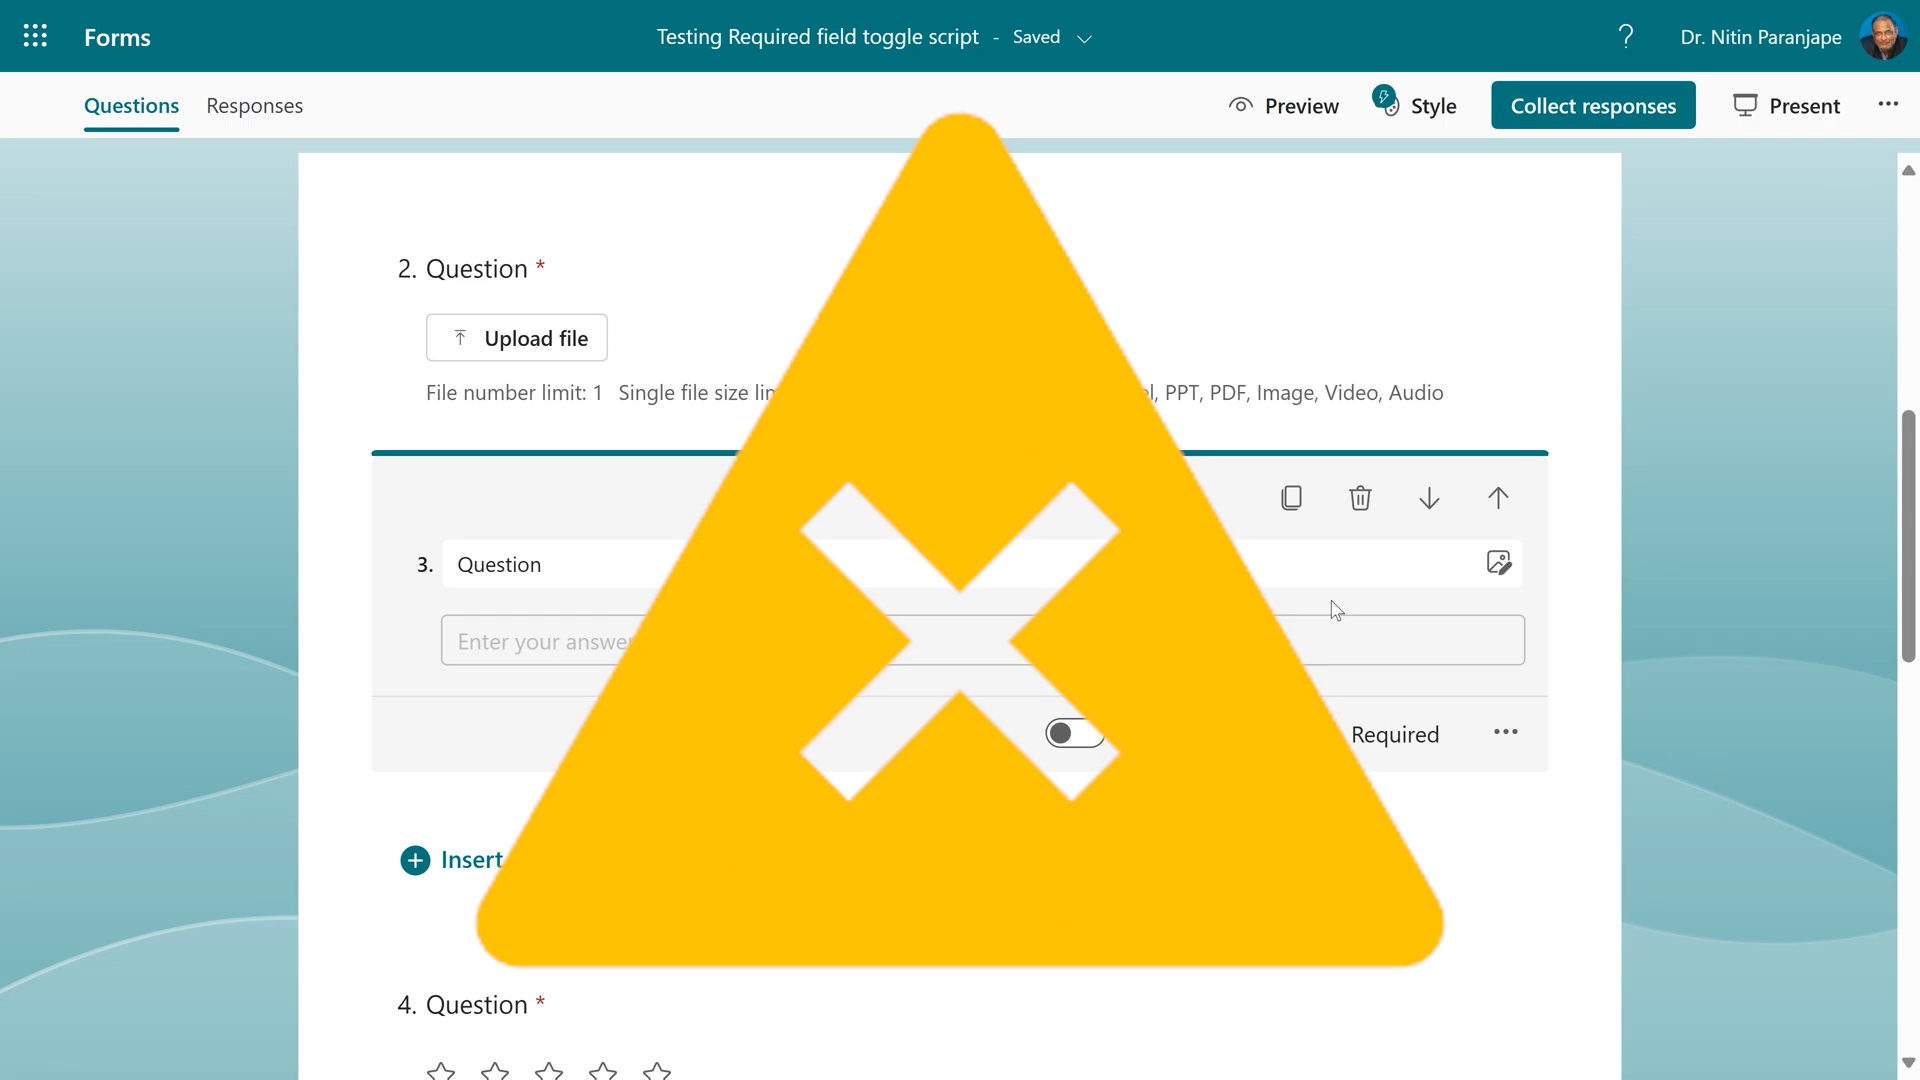 Forms
Testing Required field toggle script - Saved
? Dr. Nitin Paranjape
Questions Responses
Preview Style Collect responses Present ...
2. Question *
Upload file
File number limit: 1 Single file size
PPT, PDF, Image, Video, Audio
3. Question
Enter your answer
Required ...
Insert
4. Question *